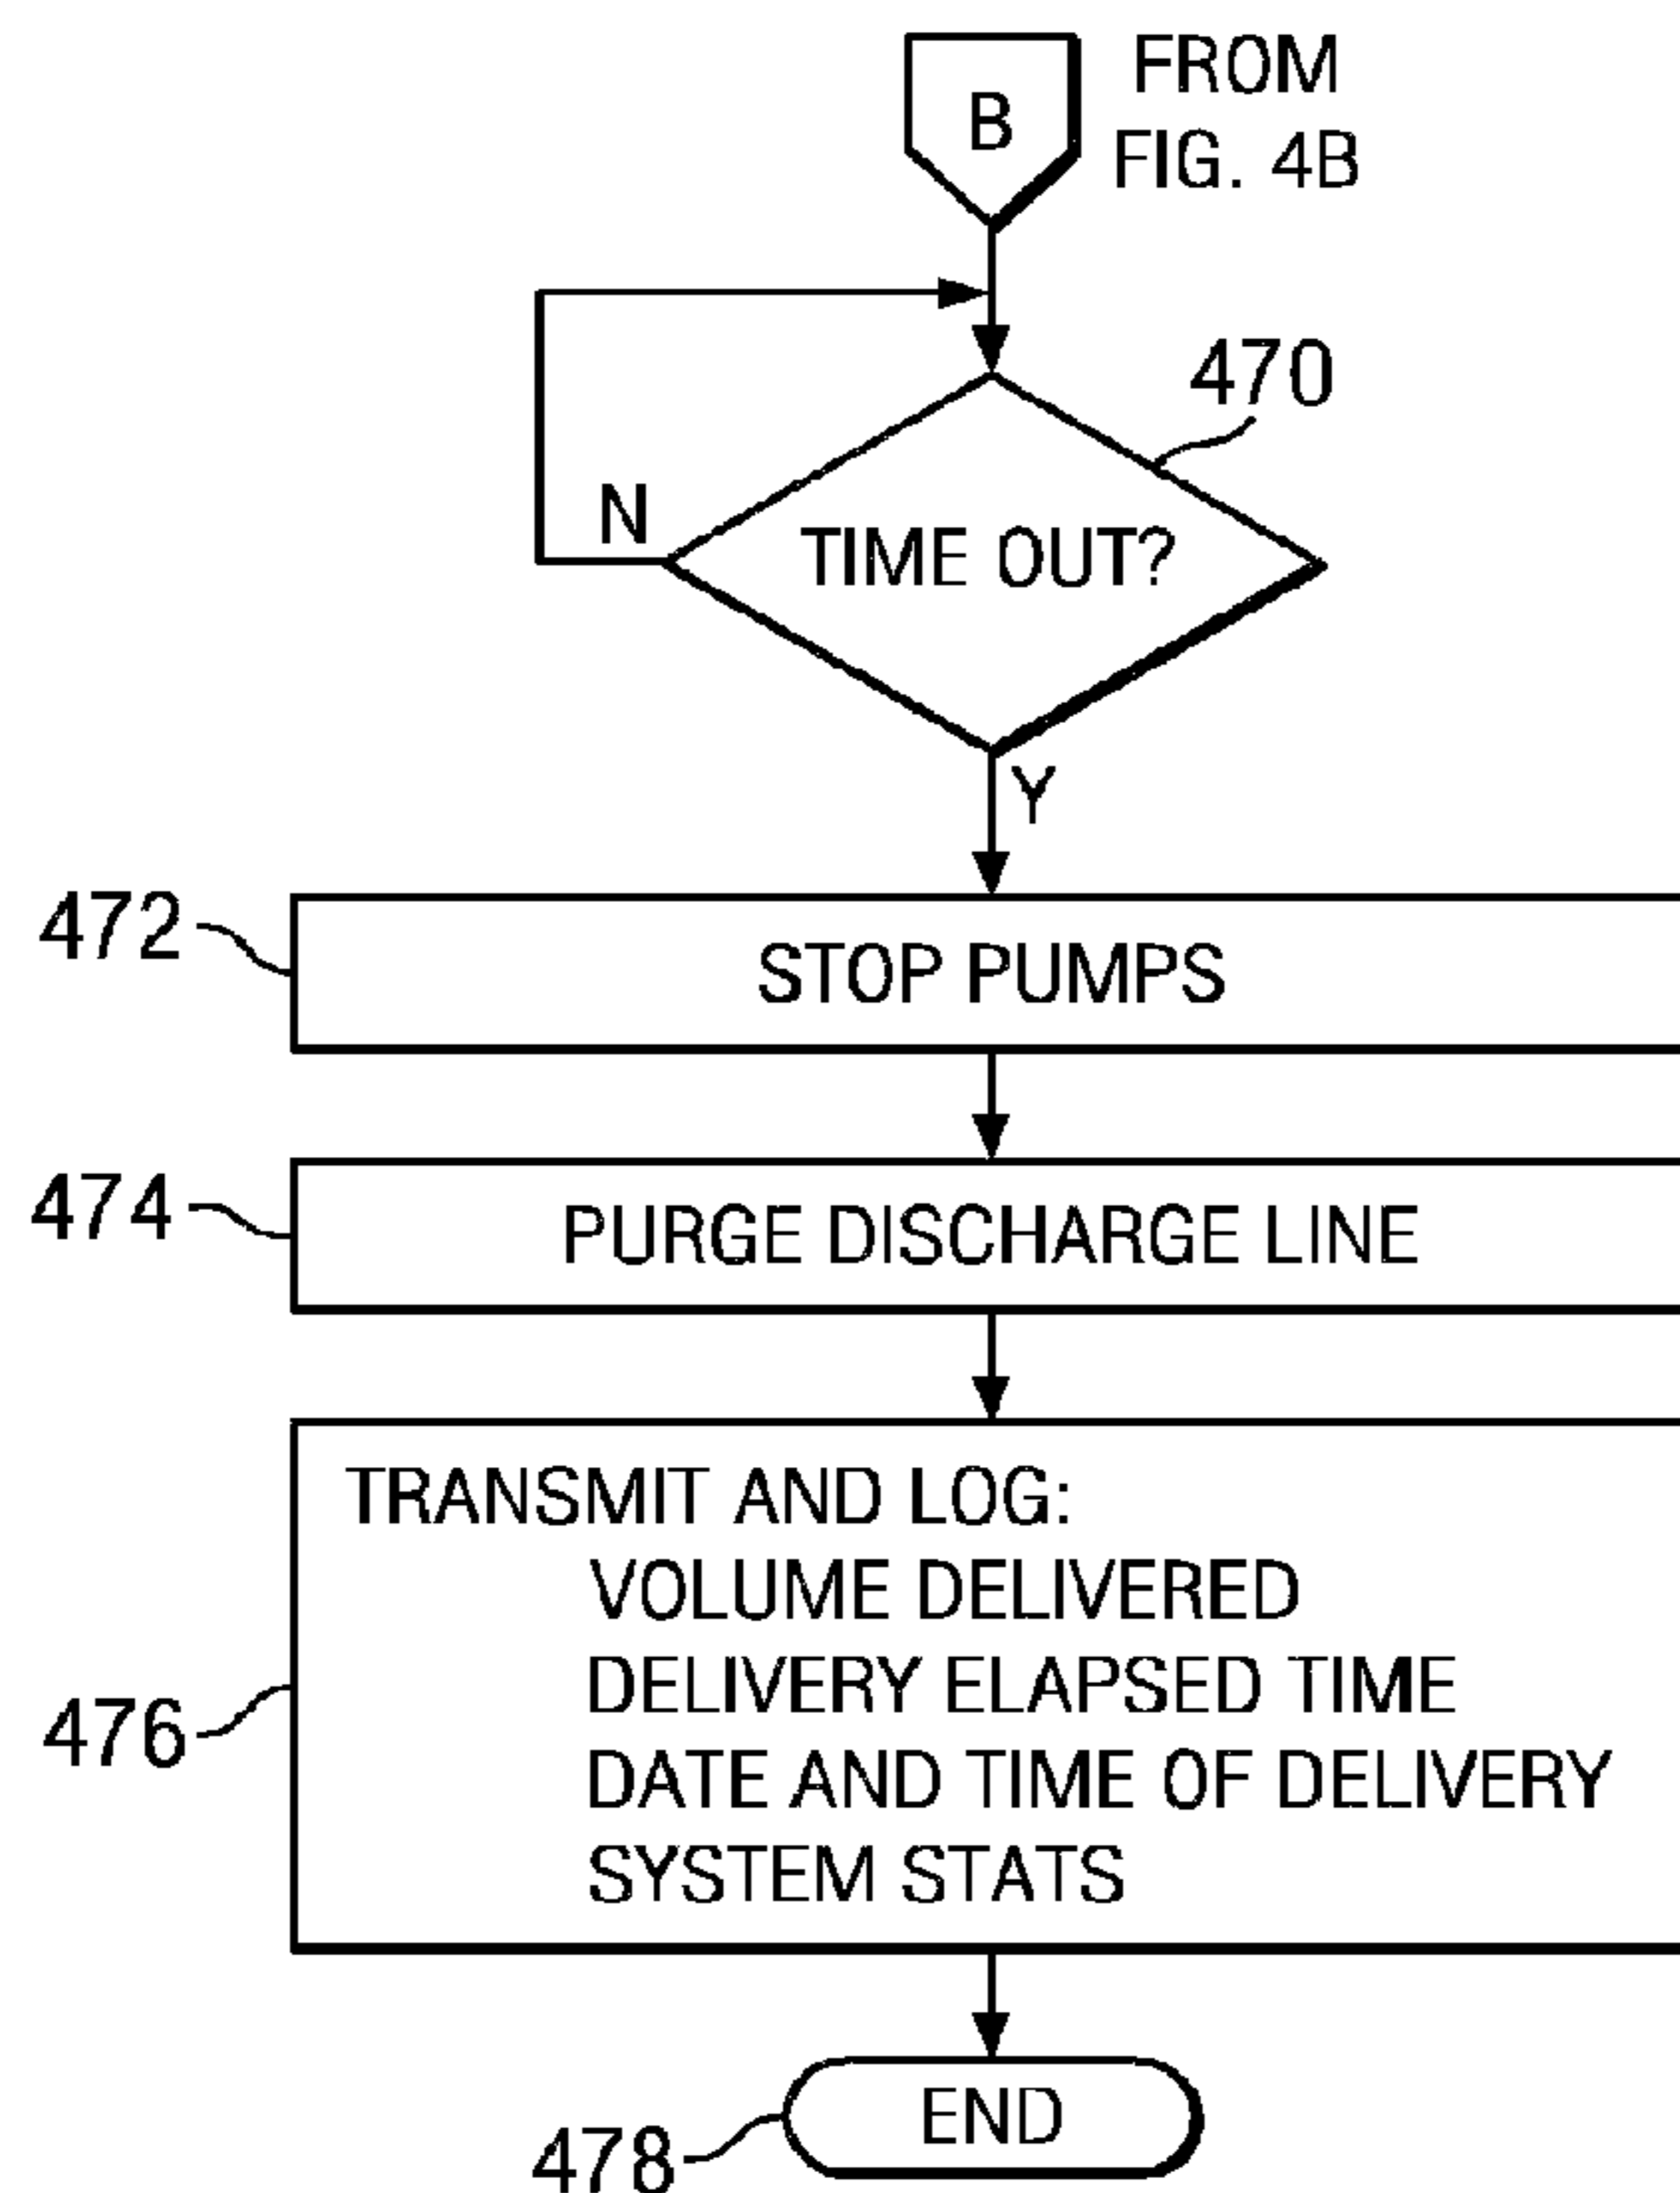 B
FROM
FIG. 4B
470
N
TIME OUT?
Y
472
STOP PUMPS
474
PURGE DISCHARGE LINE
TRANSMIT AND LOG:
VOLUME DELIVERED
DELIVERY ELAPSED TIME
476
DATE AND TIME OF DELIVERY
SYSTEM STATS
END
478